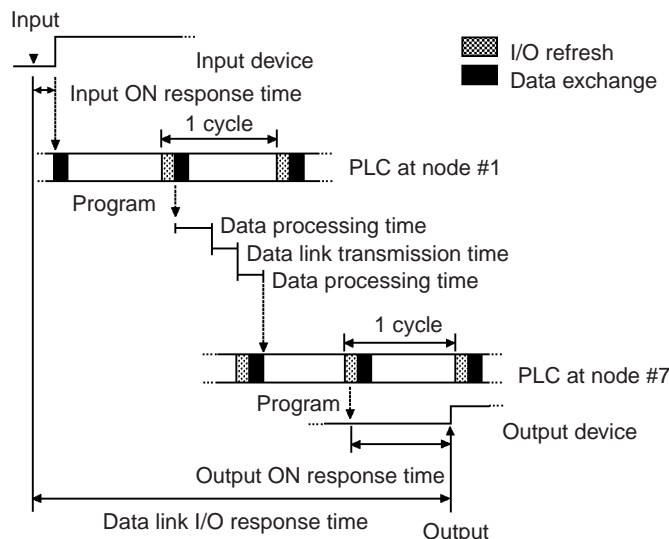 Input
Input device
I/O refresh
Data exchange
Input ON response time
1 cycle
PLC at node #1
Program
Data processing time
Data link transmission time
Data processing time
1 cycle
PLC at node #7
Program
Output device
Output ON response time
Data link I/O response time
Output